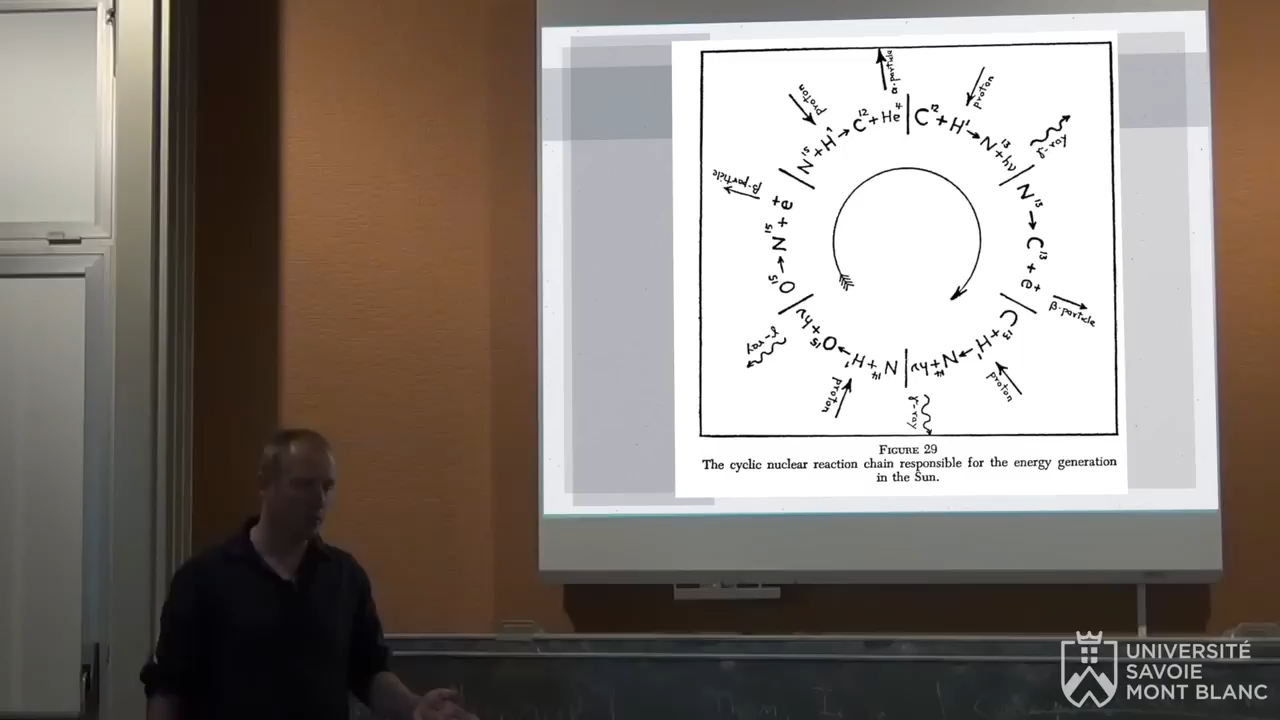 α-particle
proton
C¹² + H¹ → N¹³ + hν
γ-ray
N¹³ → C¹³ + e⁺
β-particle
proton
C¹³ + H¹ → N¹⁴ + hν
γ-ray
proton
N¹⁴ + H¹ → O¹⁵ + hν
γ-ray
O¹⁵ → N¹⁵ + e⁺
β-particle
proton
N¹⁵ + H¹ → C¹² + He⁴
FIGURE 29
The cyclic nuclear reaction chain responsible for the energy generation
in the Sun.
UNIVERSITÉ
SAVOIE
MONT BLANC